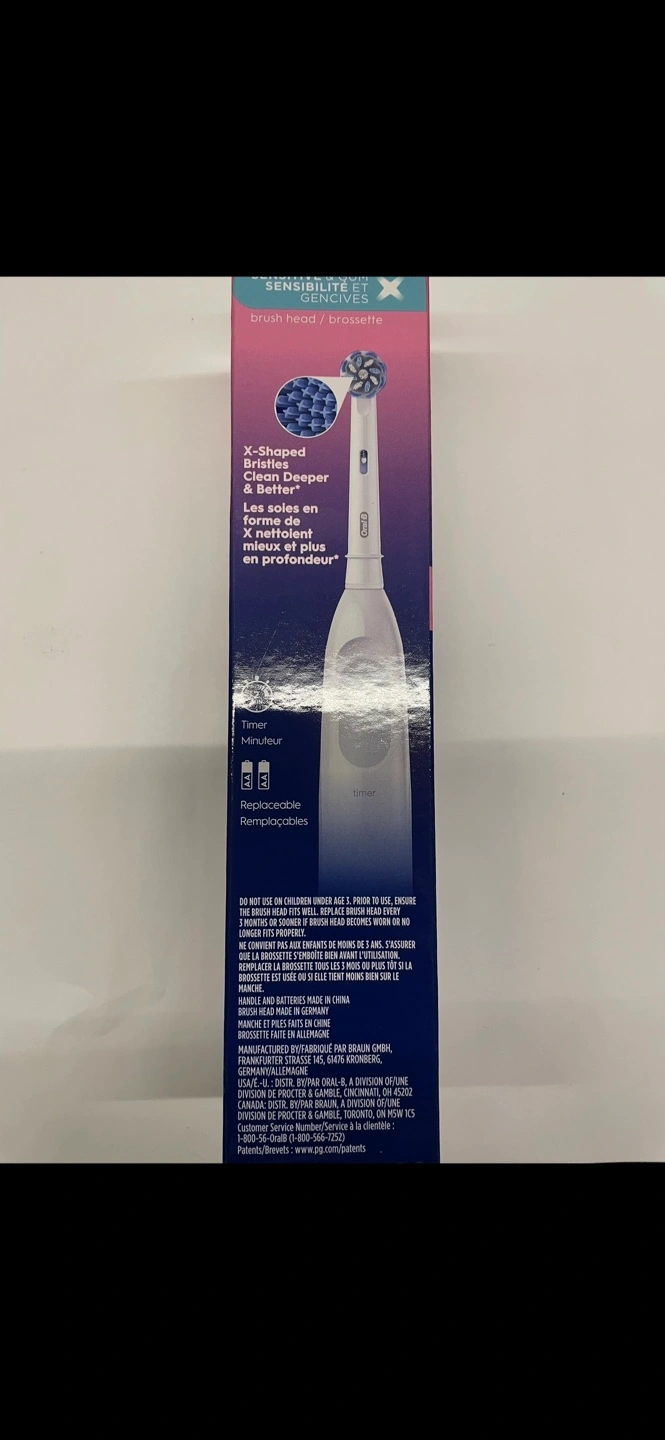 SENSITIVE & GUM
SENSIBILITÉ ET
GENCIVES
brush head / brossette
X-Shaped
Bristles
Clean Deeper
& Better*
Les soies en
forme de
X nettoient
mieux et plus
en profondeur*
Oral-B
Timer
Minuteur
timer
AA AA
Replaceable
Remplaçables
DO NOT USE ON CHILDREN UNDER AGE 3. PRIOR TO USE, ENSURE
THE BRUSH HEAD FITS WELL. REPLACE BRUSH HEAD EVERY
3 MONTHS OR SOONER IF BRUSH HEAD BECOMES WORN OR NO
LONGER FITS PROPERLY.
NE CONVIENT PAS AUX ENFANTS DE MOINS DE 3 ANS. S'ASSURER
QUE LA BROSSETTE S'EMBOÎTE BIEN AVANT L'UTILISATION.
REMPLACER LA BROSSETTE TOUS LES 3 MOIS OU PLUS TÔT SI LA
BROSSETTE EST USÉE OU SI ELLE TIENT MOINS BIEN SUR LE
MANCHE.
HANDLE AND BATTERIES MADE IN CHINA
BRUSH HEAD MADE IN GERMANY
MANCHE ET PILES FAITS EN CHINE
BROSSETTE FAITE EN ALLEMAGNE
MANUFACTURED BY/FABRIQUÉ PAR BRAUN GMBH,
FRANKFURTER STRASSE 145, 61476 KRONBERG,
GERMANY/ALLEMAGNE
USA/É.-U. : DISTR. BY/PAR ORAL-B, A DIVISION OF/UNE
DIVISION DE PROCTER & GAMBLE, CINCINNATI, OH 45202
CANADA: DISTR. BY/PAR BRAUN, A DIVISION OF/UNE
DIVISION DE PROCTER & GAMBLE, TORONTO, ON M5W 1C5
Customer Service Number/Service à la clientèle :
1-800-56-OralB (1-800-566-7252)
Patents/Brevets : www.pg.com/patents